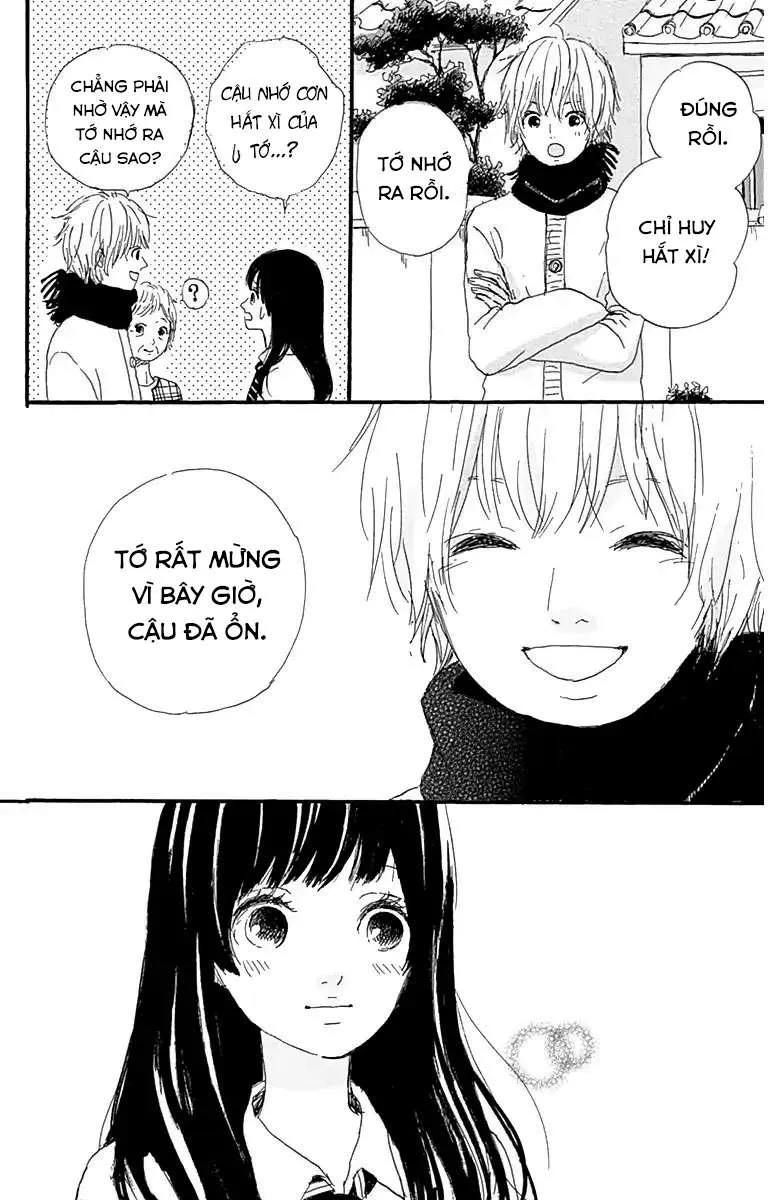 ĐÚNG
RỒI.
CHỈ HUY
HẮT XÌ!
TỚ NHỚ
RA RỒI.
CẬU NHỚ CƠN
HẮT XÌ CỦA
TỚ...?
CHẲNG PHẢI
NHỜ VẬY MÀ
TỚ NHỚ RA
CẬU SAO?
?
TỚ RẤT MỪNG
VÌ BÂY GIỜ,
CẬU ĐÃ ỔN.